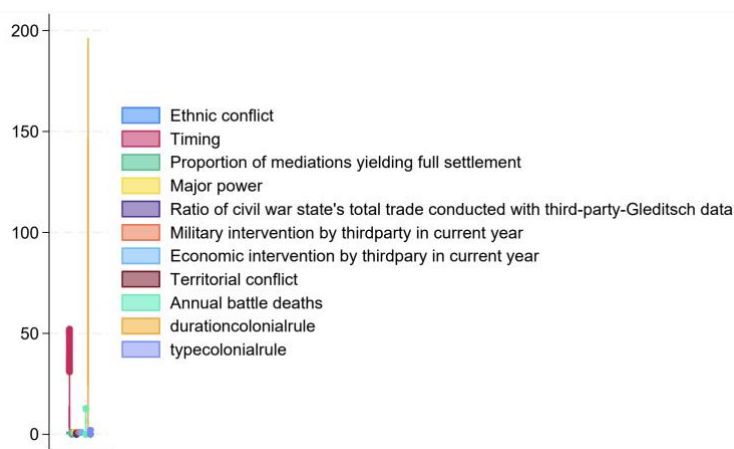 200
150
100
50
0
Ethnic conflict
Timing
Proportion of mediations yielding full settlement
Major power
Ratio of civil war state's total trade conducted with third-party-Gleditsch data
Military intervention by thirdparty in current year
Economic intervention by thirdpary in current year
Territorial conflict
Annual battle deaths
durationcolonialrule
typecolonialrule